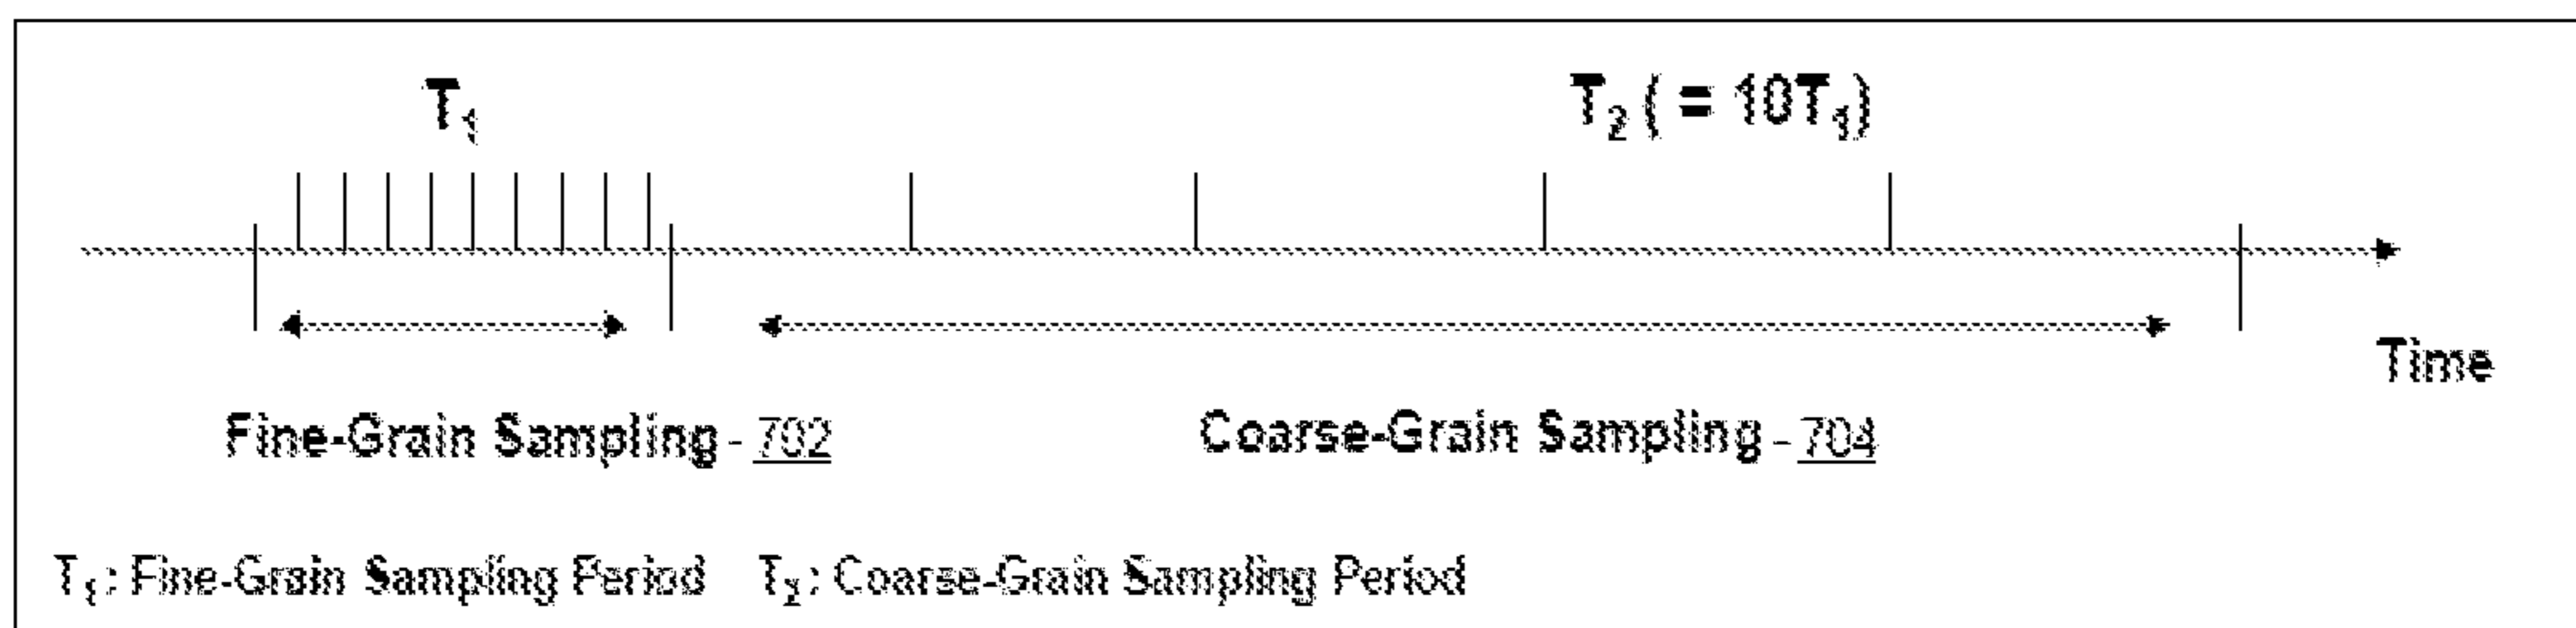 T₁
T₂ ( = 10T₁)
Time
Fine-Grain Sampling - 702
Coarse-Grain Sampling - 704
T₁: Fine-Grain Sampling Period T₂: Coarse-Grain Sampling Period